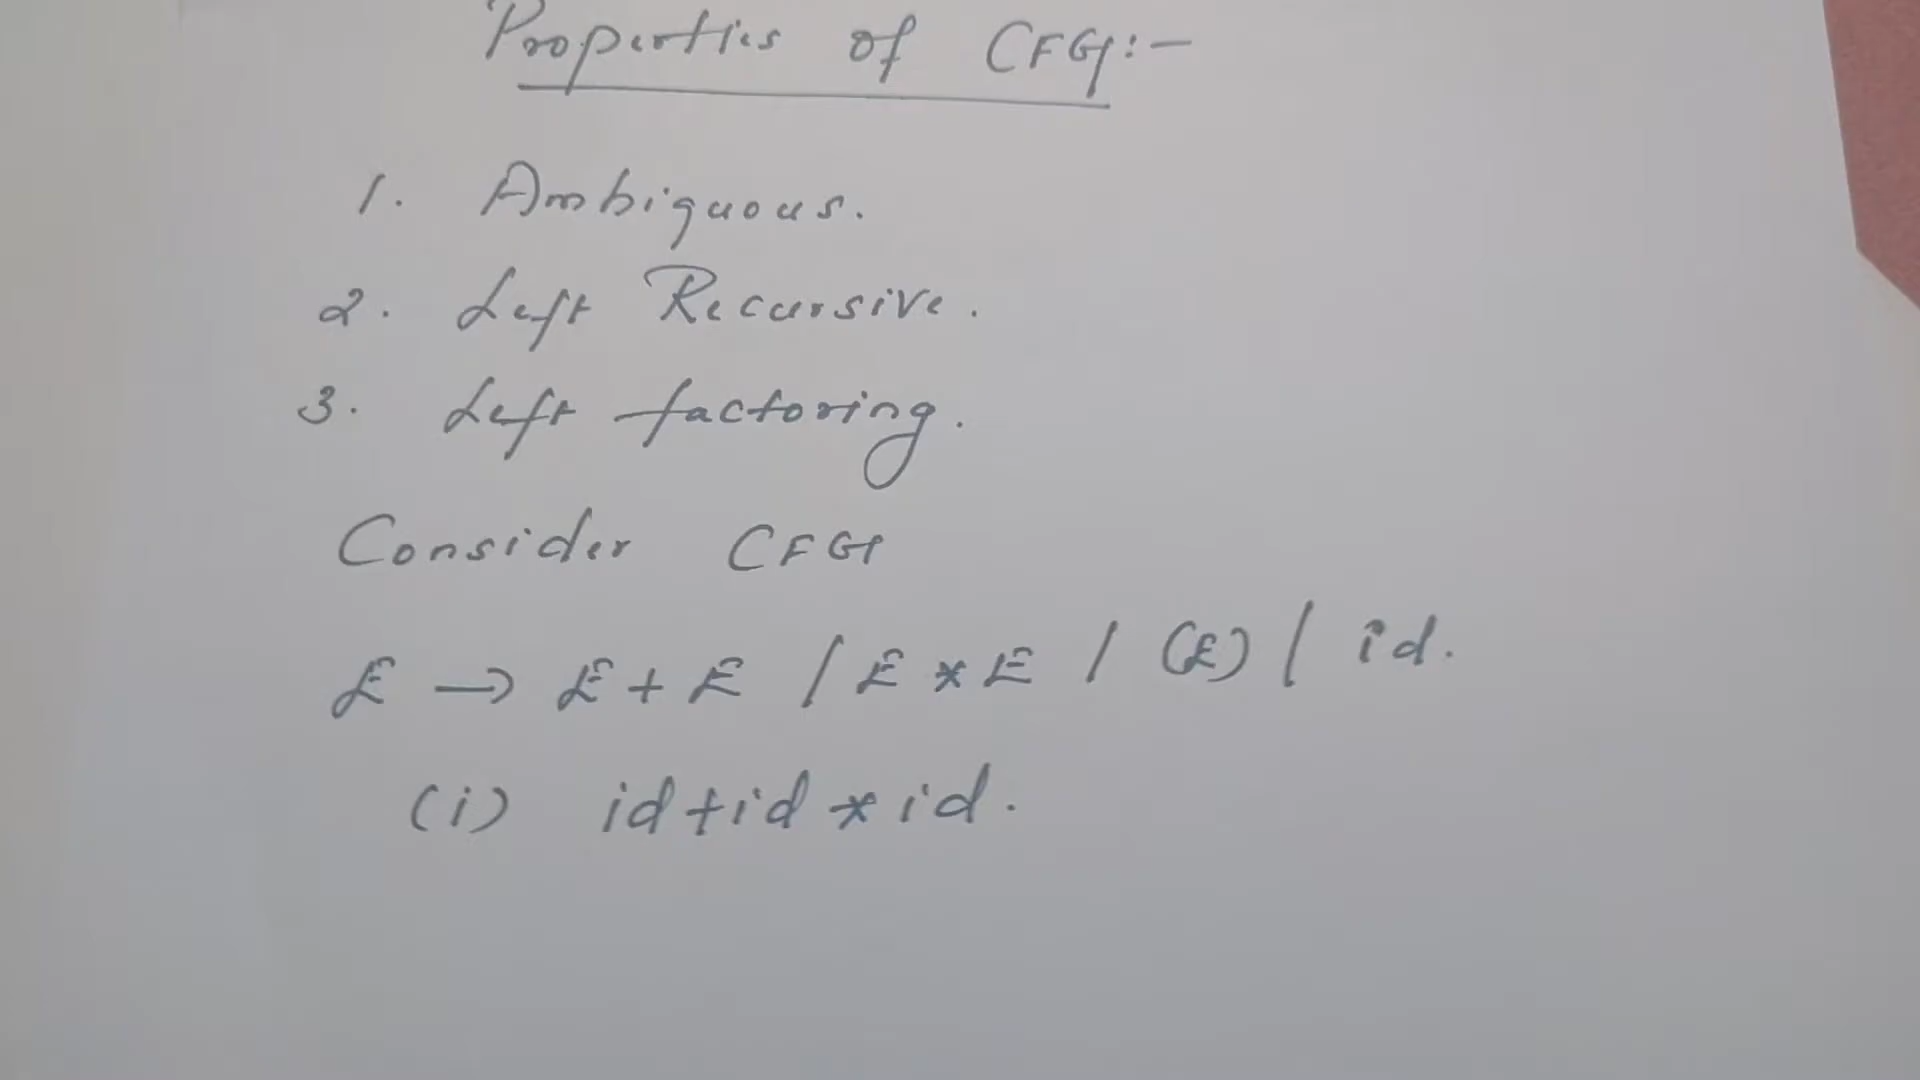 Properties of CFG:-
1. Ambiguous.
2. Left Recursive.
3. Left factoring.
Consider CFG
E → E + E / E * E / (E) / id.
(i) id + id * id.